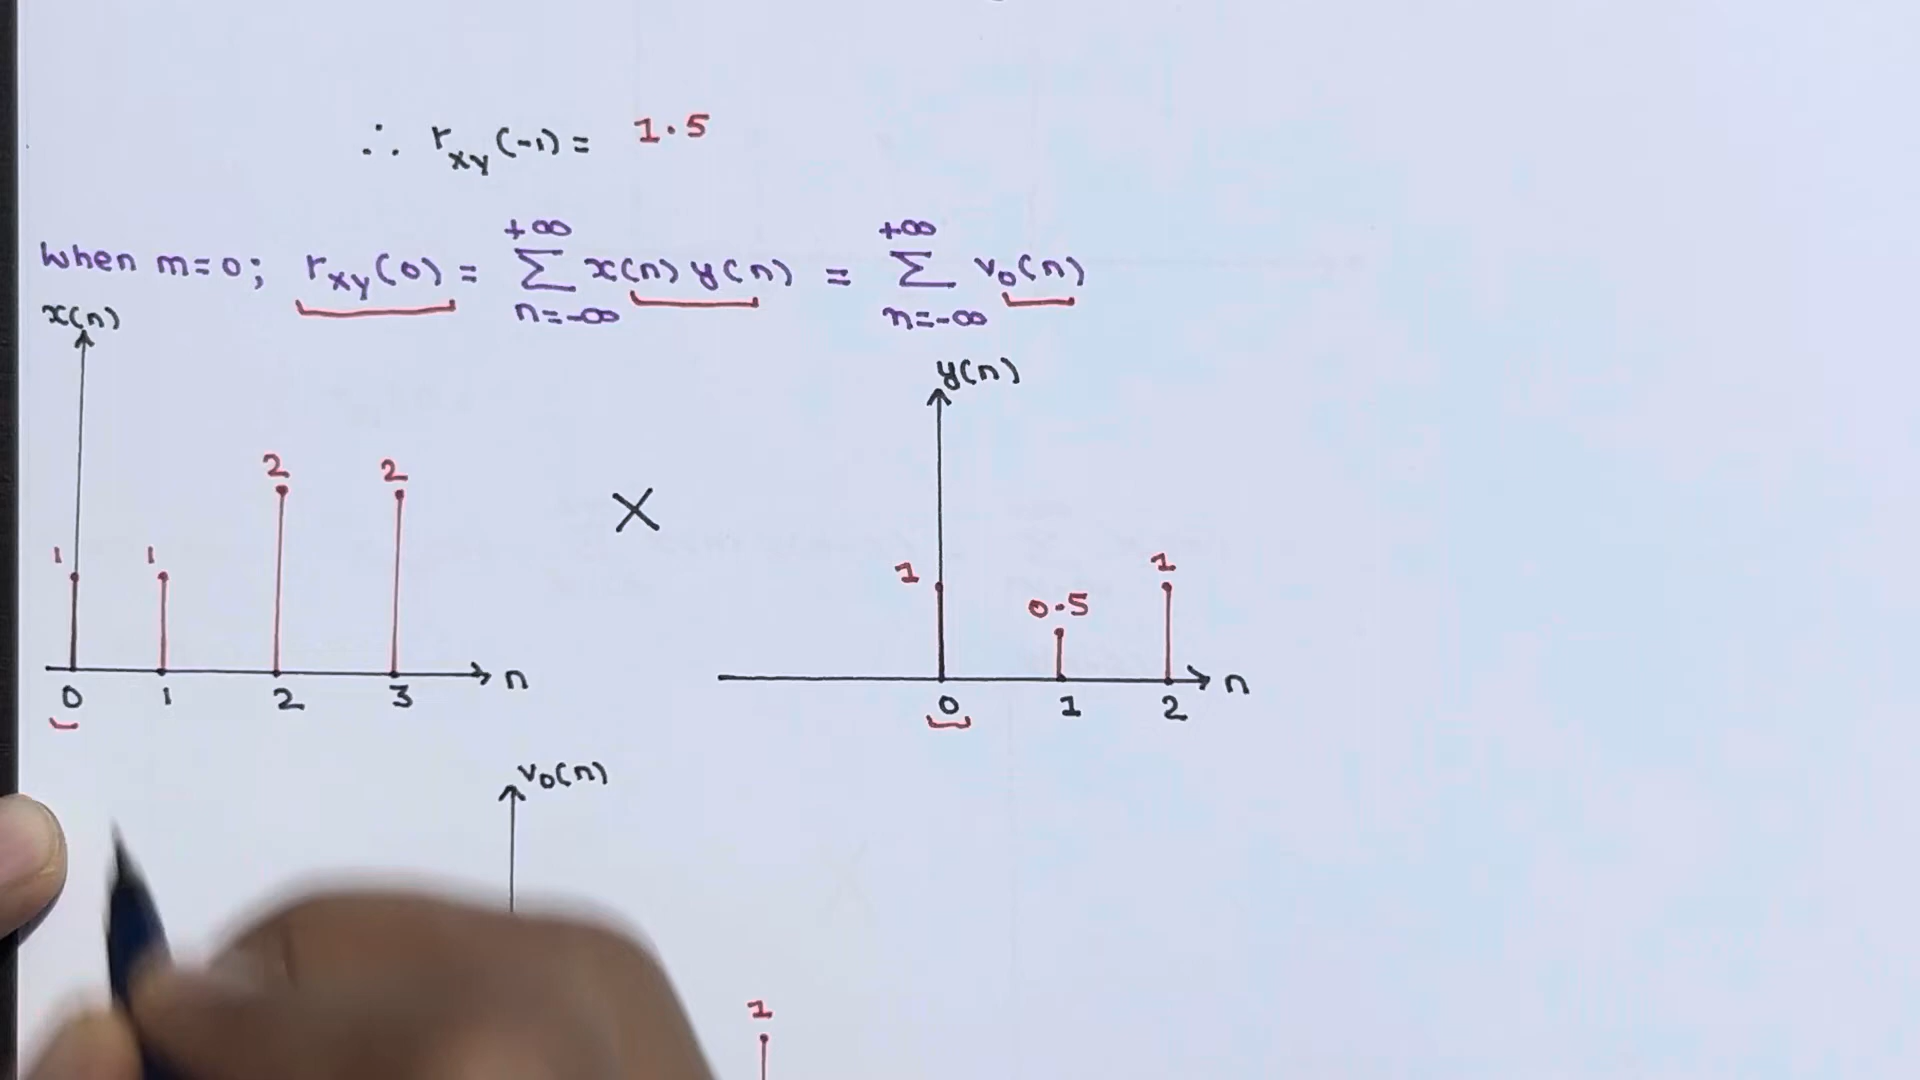 ∴ rxy(-1) = 1.5
+∞ +∞
When m=0; rxy(0) = Σ x(n) y(n) = Σ v0(n)
n=-∞ n=-∞
x(n)
y(n)
2 2
X
1 1
1 0.5 1
n
n
0 1 2 3
0 1 2
v0(n)
1